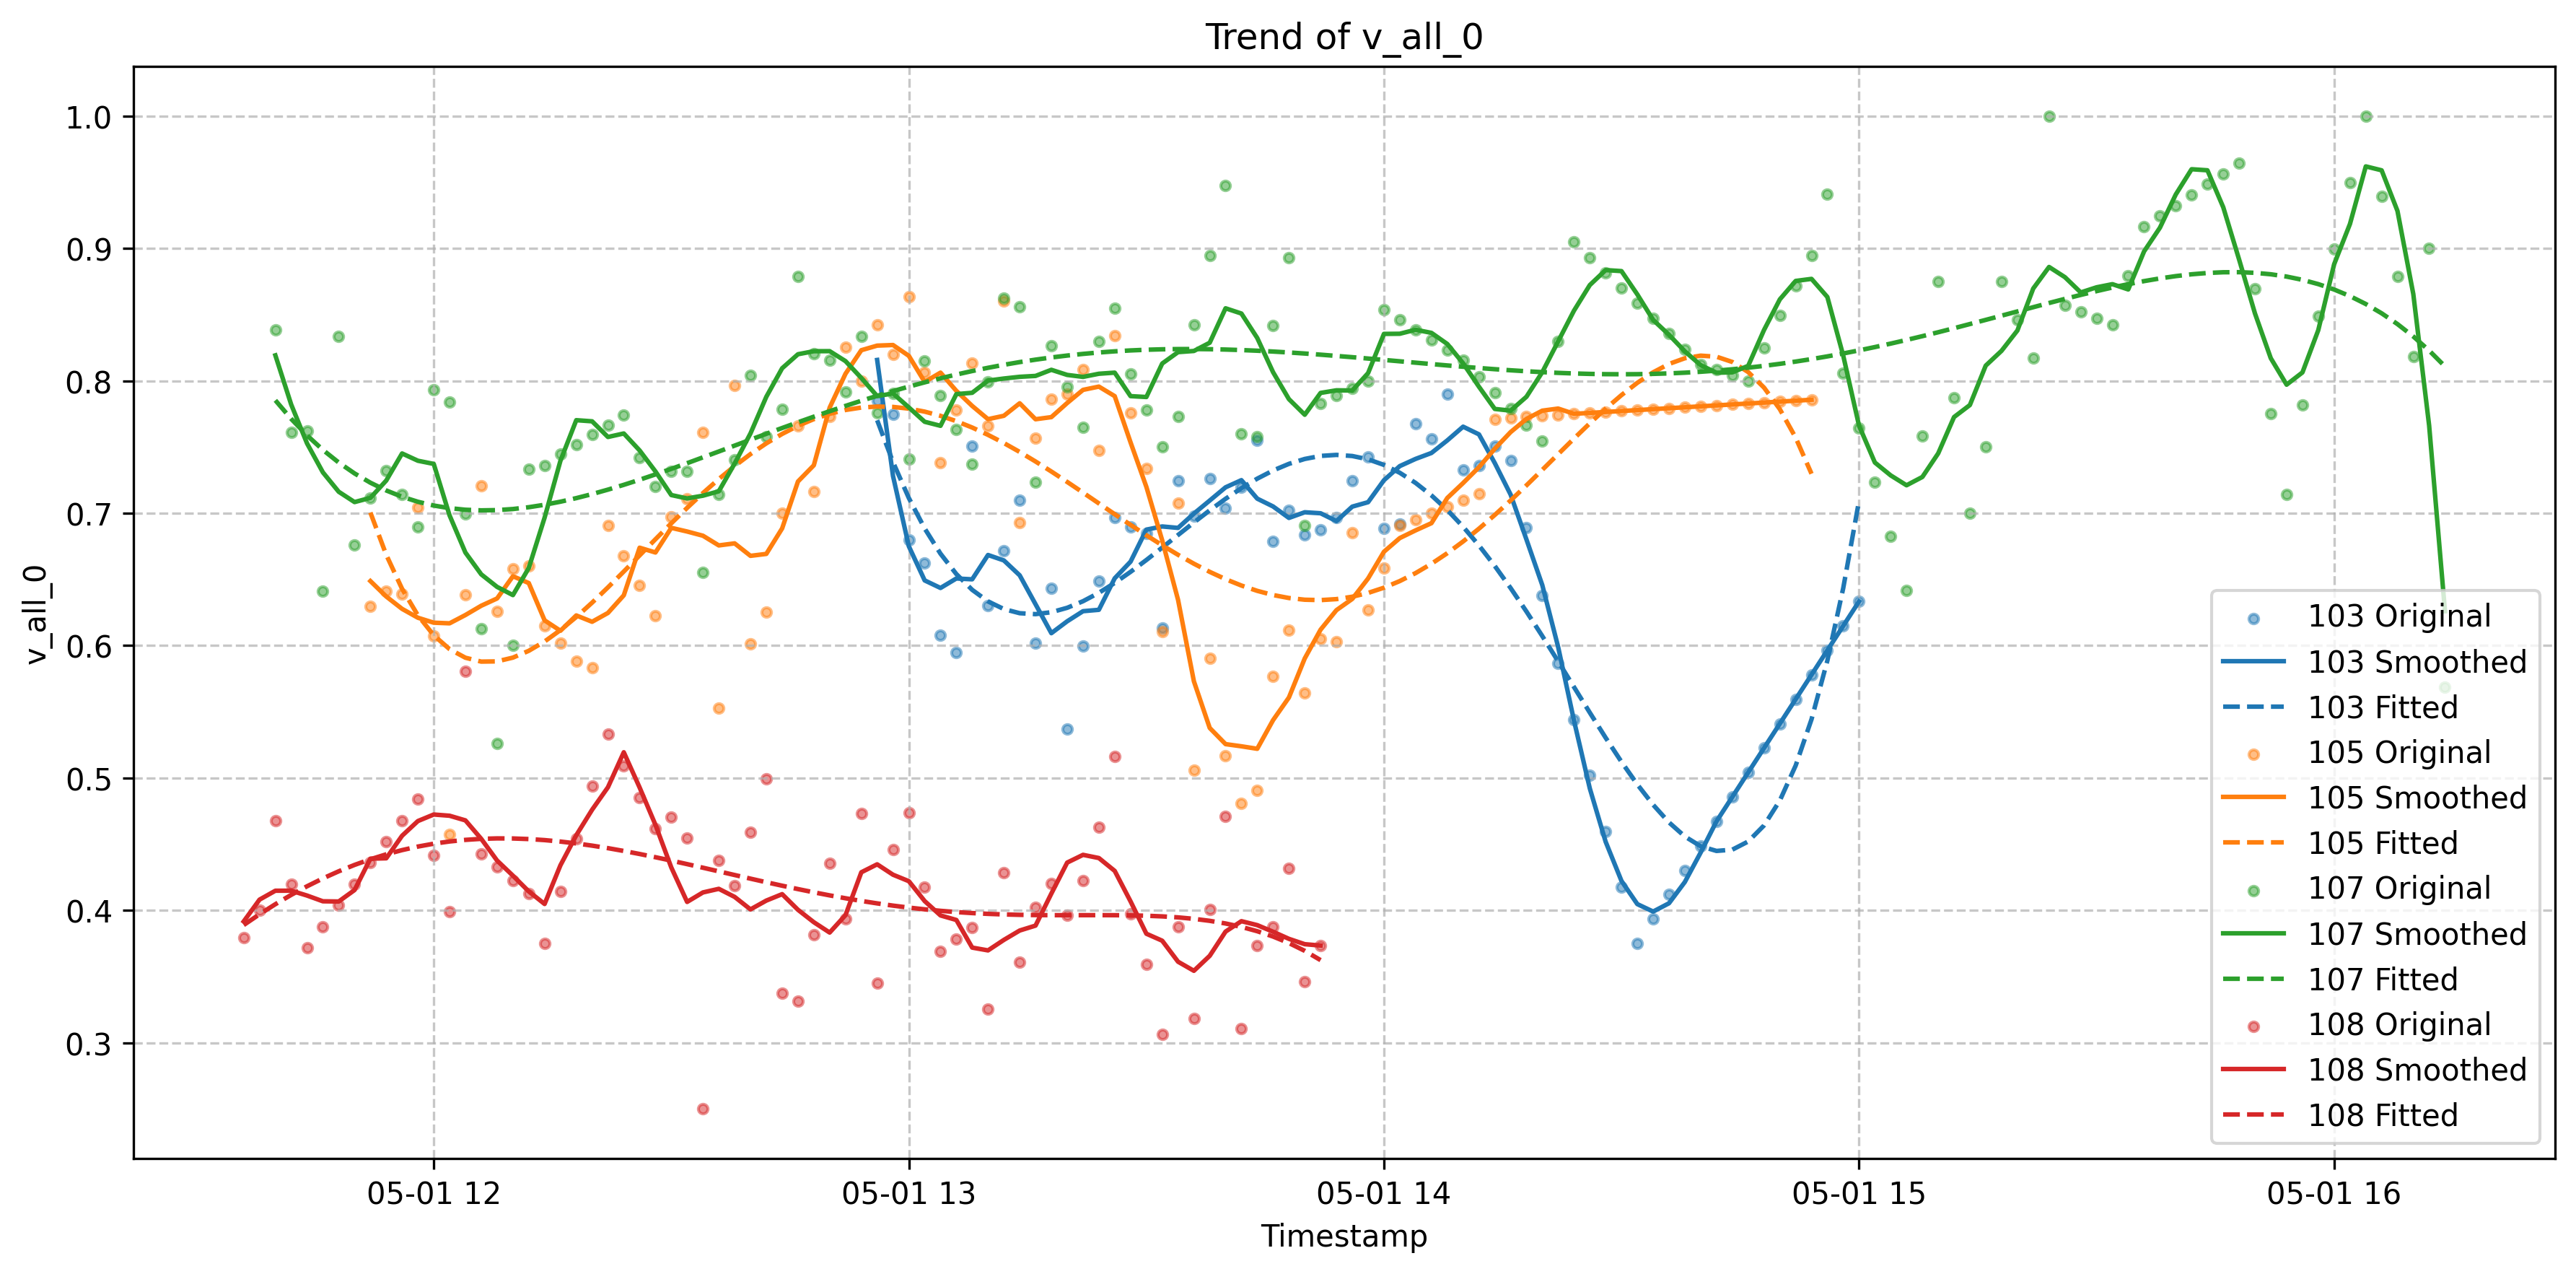 Trend of v_all_0
v_all_0
1.0
0.9
0.8
0.7
0.6
0.5
0.4
0.3
103 Original
103 Smoothed
103 Fitted
105 Original
105 Smoothed
105 Fitted
107 Original
107 Smoothed
107 Fitted
108 Original
108 Smoothed
108 Fitted
05-01 12
05-01 13
05-01 14
05-01 15
05-01 16
Timestamp